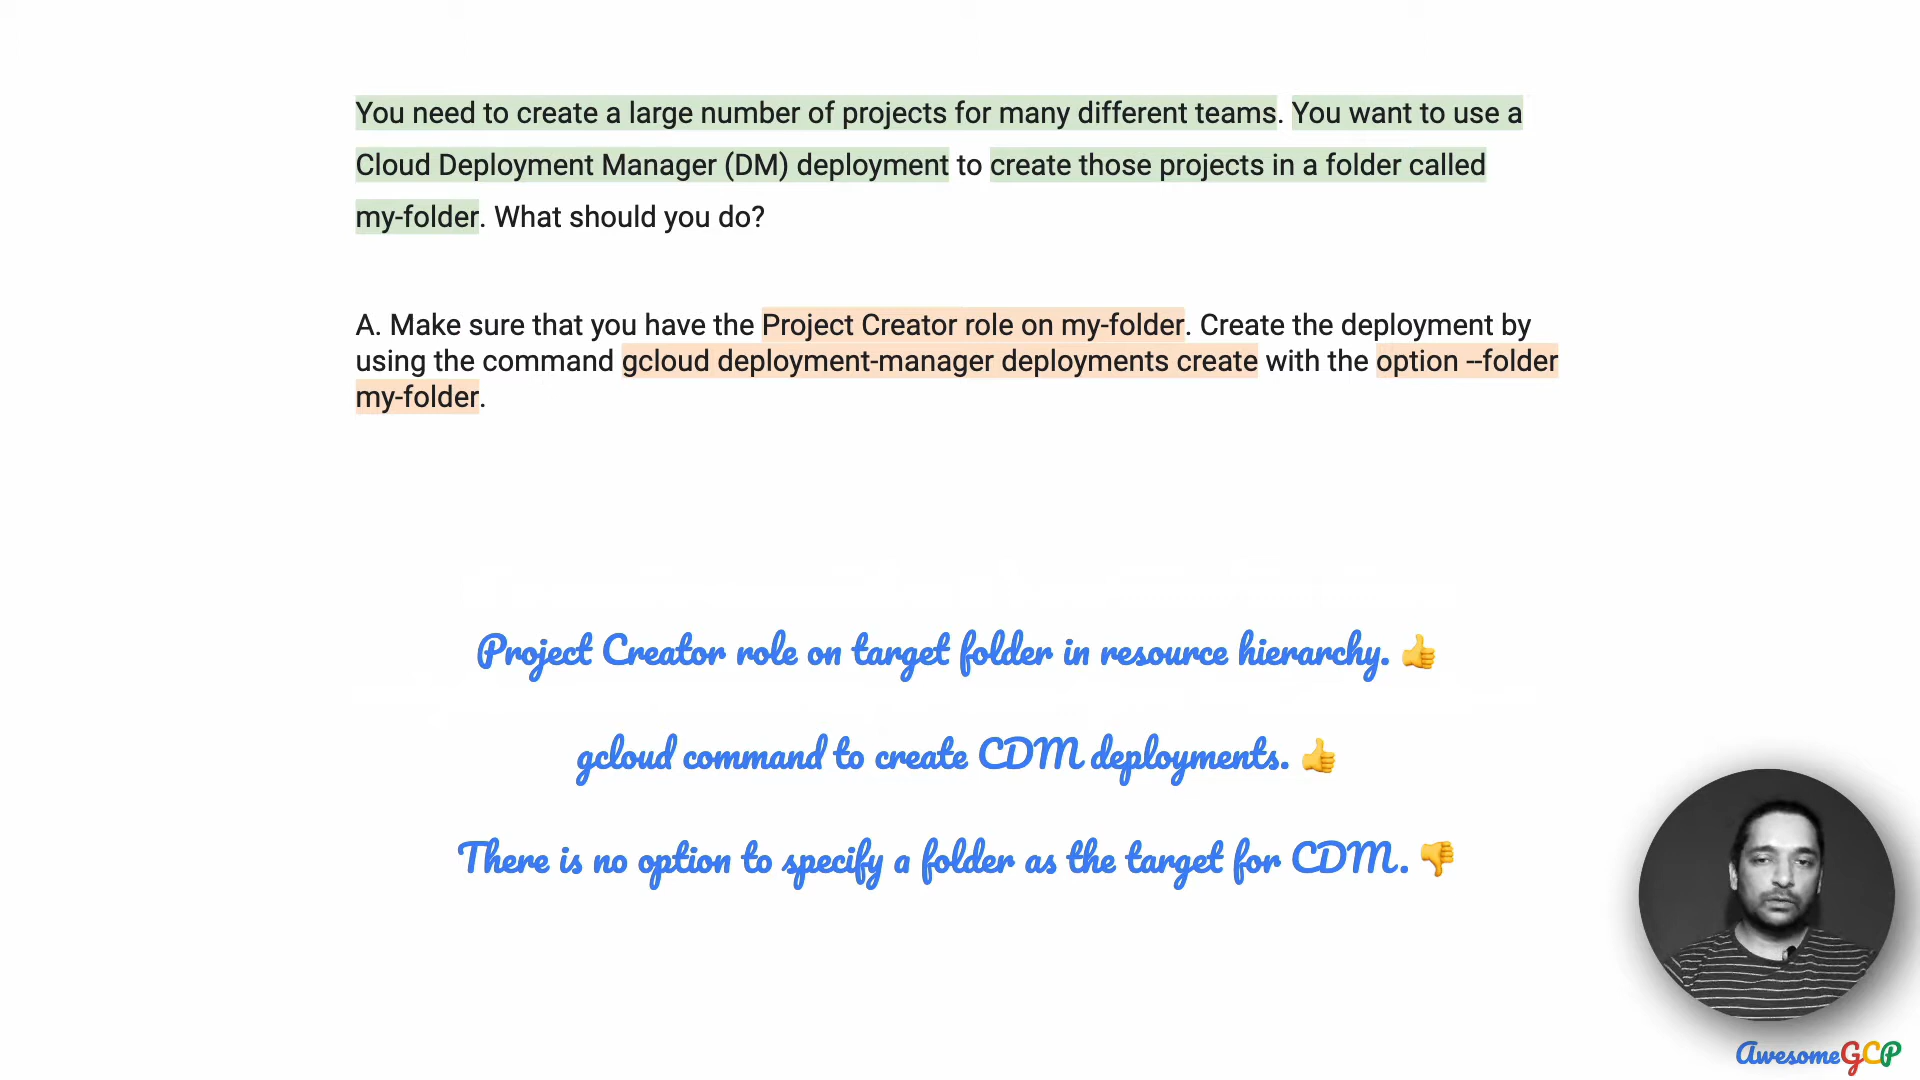 You need to create a large number of projects for many different teams. You want to use a
Cloud Deployment Manager (DM) deployment to create those projects in a folder called
my-folder. What should you do?
A. Make sure that you have the Project Creator role on my-folder. Create the deployment by
using the command gcloud deployment-manager deployments create with the option --folder
my-folder.
Project Creator role on target folder in resource hierarchy. 👍
gcloud command to create CDM deployments. 👍
There is no option to specify a folder as the target for CDM. 👎
AwesomeGCP